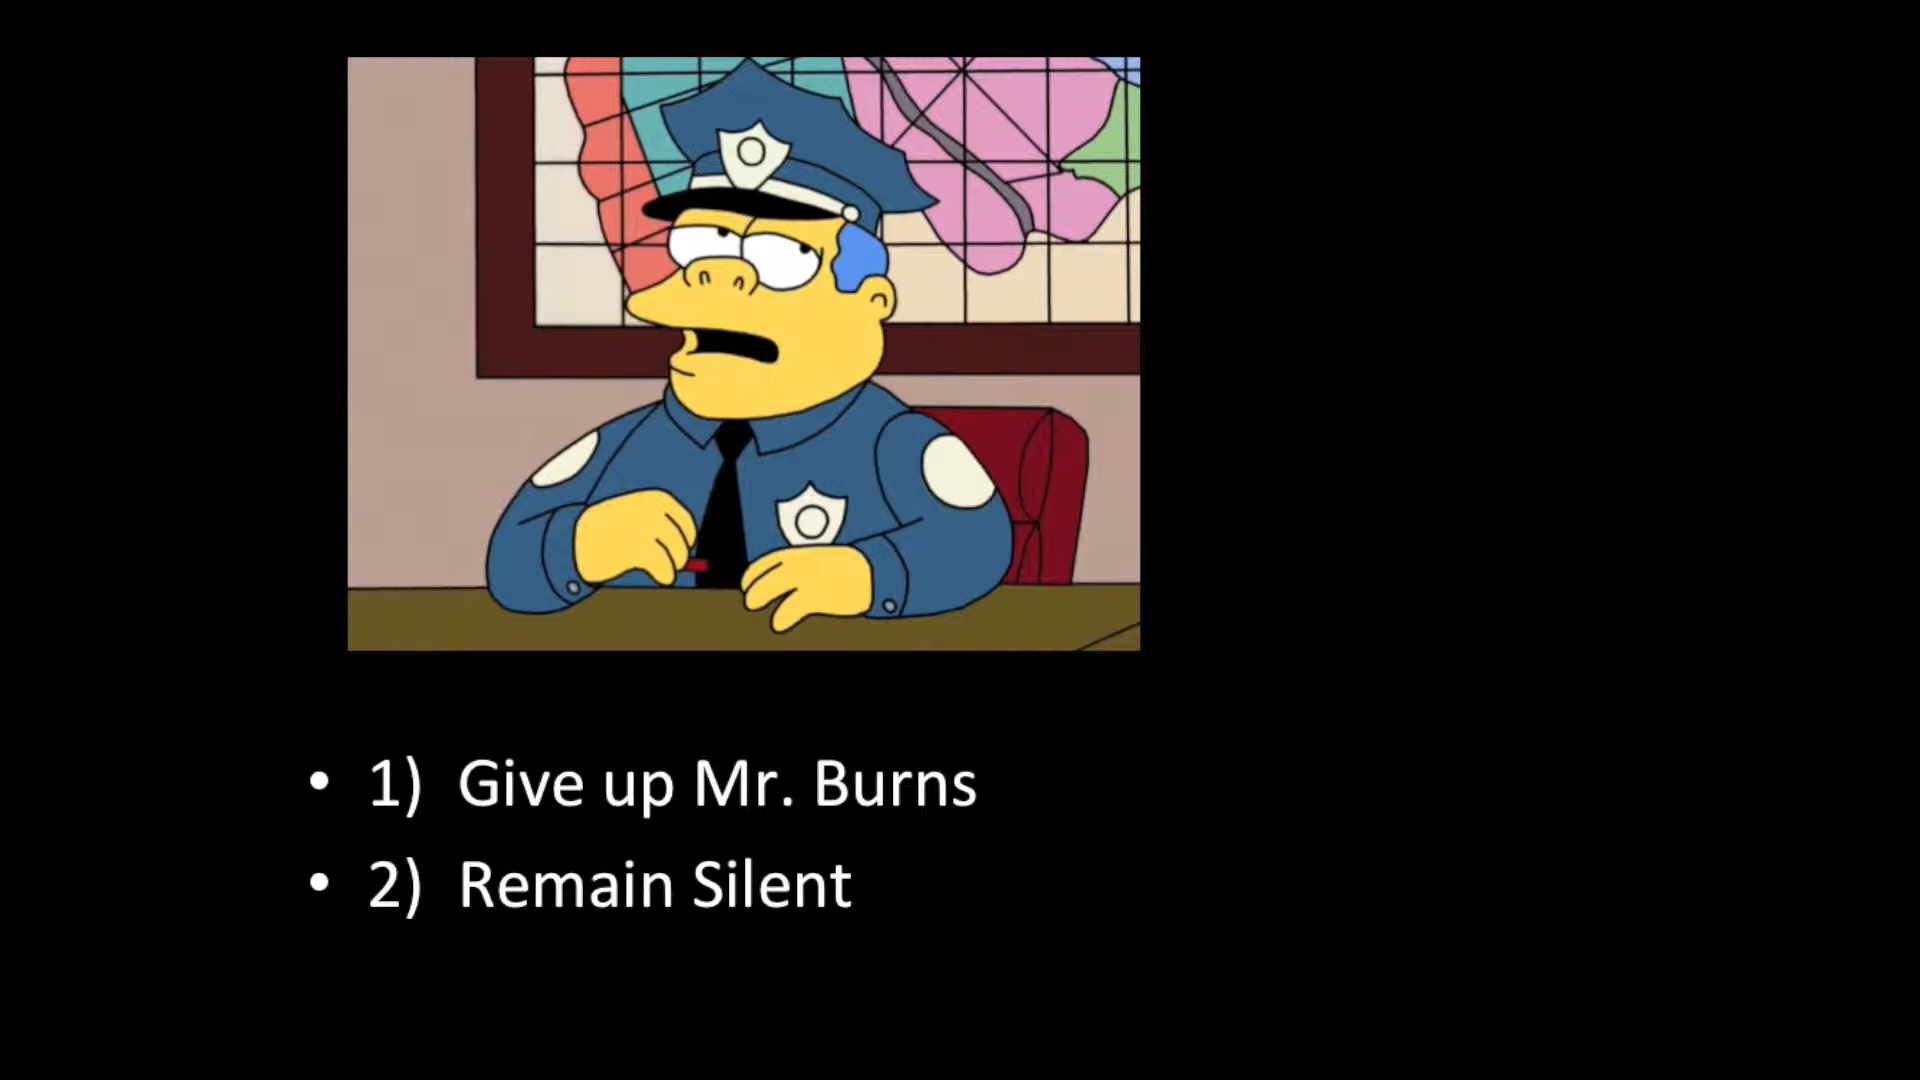 • 1) Give up Mr. Burns
• 2) Remain Silent